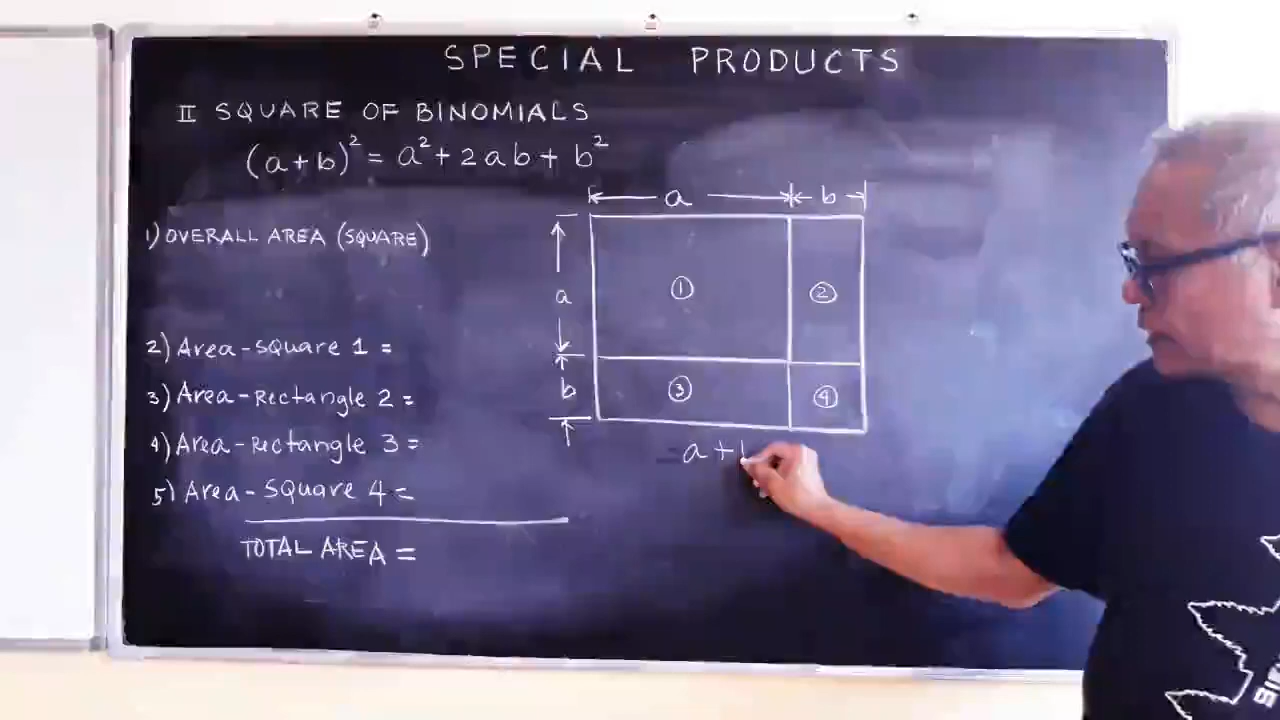 SPECIAL PRODUCTS
II SQUARE OF BINOMIALS
(a+b)² = a² + 2ab + b²
a b
1) OVERALL AREA (SQUARE)
a
① ②
2) Area-square 1 =
b
③ ④
3) Area-Rectangle 2 =
4) Area-Rectangle 3 =
a +
5) Area-Square 4 =
TOTAL AREA =